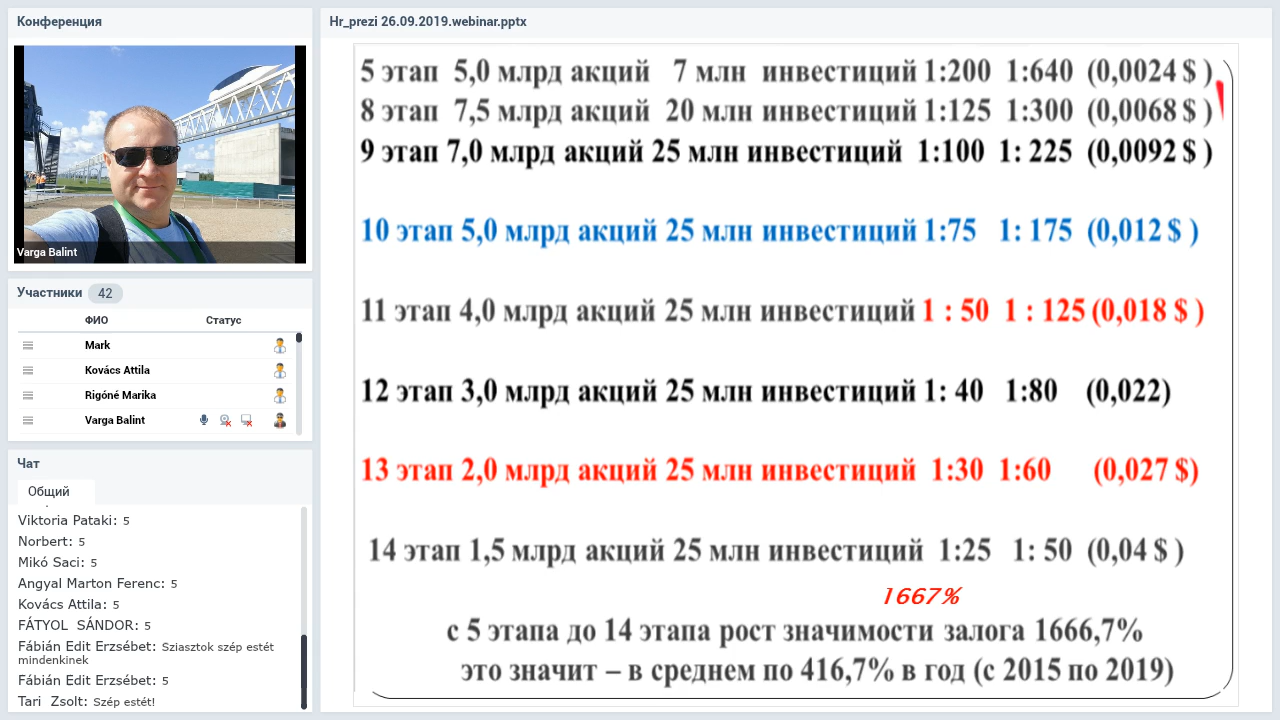 Конференция
Varga Balint
Участники 42
ФИО Статус
Mark
Kovács Attila
Rigóné Marika
Varga Balint
Чат
Общий
Viktoria Pataki: 5
Norbert: 5
Mikó Saci: 5
Angyal Marton Ferenc: 5
Kovács Attila: 5
FÁTYOL SÁNDOR: 5
Fábián Edit Erzsébet: Sziasztok szép estét
mindenkinek
Fábián Edit Erzsébet: 5
Tari Zsolt: Szép estét!
Hr_prezi 26.09.2019.webinar.pptx
5 этап 5,0 млрд акций 7 млн инвестиций 1:200 1:640 (0,0024 $ )
8 этап 7,5 млрд акций 20 млн инвестиций 1:125 1:300 (0,0068 $ )
9 этап 7,0 млрд акций 25 млн инвестиций 1:100 1: 225 (0,0092 $ )
10 этап 5,0 млрд акций 25 млн инвестиций 1:75 1: 175 (0,012 $ )
11 этап 4,0 млрд акций 25 млн инвестиций 1 : 50 1 : 125 (0,018 $ )
12 этап 3,0 млрд акций 25 млн инвестиций 1: 40 1:80 (0,022)
13 этап 2,0 млрд акций 25 млн инвестиций 1:30 1:60 (0,027 $)
14 этап 1,5 млрд акций 25 млн инвестиций 1:25 1: 50 (0,04 $ )
1667%
с 5 этапа до 14 этапа рост значимости залога 1666,7%
это значит – в среднем по 416,7% в год (с 2015 по 2019)